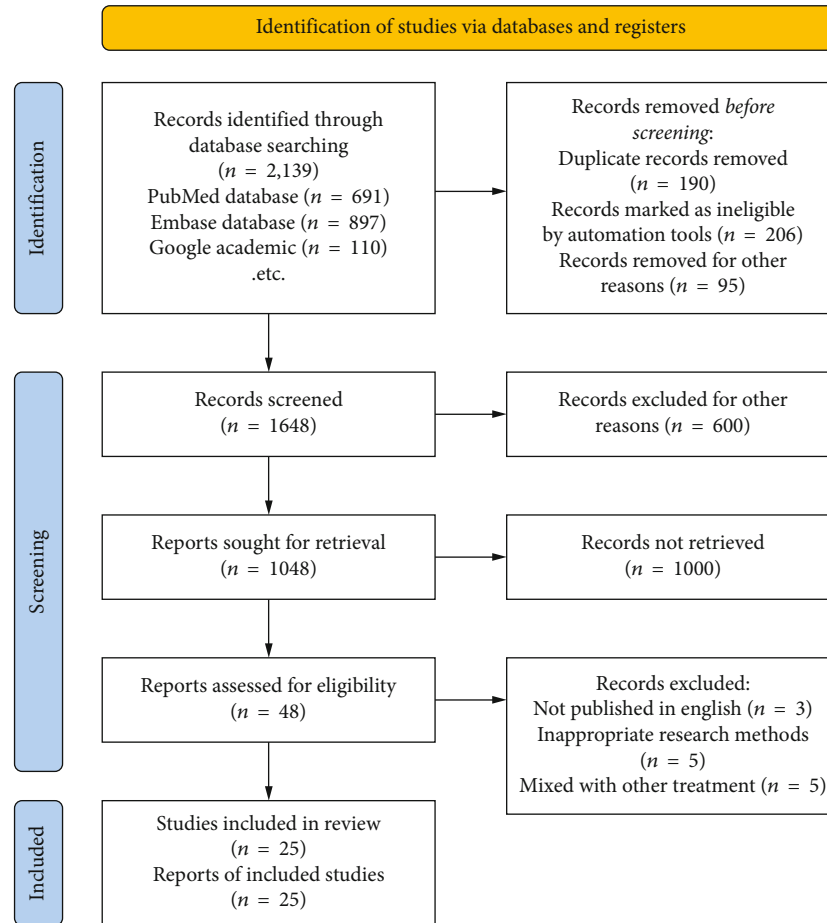 Identification of studies via databases and registers
Identification
Records identified through
database searching
(n = 2,139)
PubMed database (n = 691)
Embase database (n = 897)
Google academic (n = 110)
.etc.
Records removed before
screening:
Duplicate records removed
(n = 190)
Records marked as ineligible
by automation tools (n = 206)
Records removed for other
reasons (n = 95)
Screening
Records screened
(n = 1648)
Records excluded for other
reasons (n = 600)
Reports sought for retrieval
(n = 1048)
Records not retrieved
(n = 1000)
Reports assessed for eligibility
(n = 48)
Records excluded:
Not published in english (n = 3)
Inappropriate research methods
(n = 5)
Mixed with other treatment (n = 5)
Included
Studies included in review
(n = 25)
Reports of included studies
(n = 25)